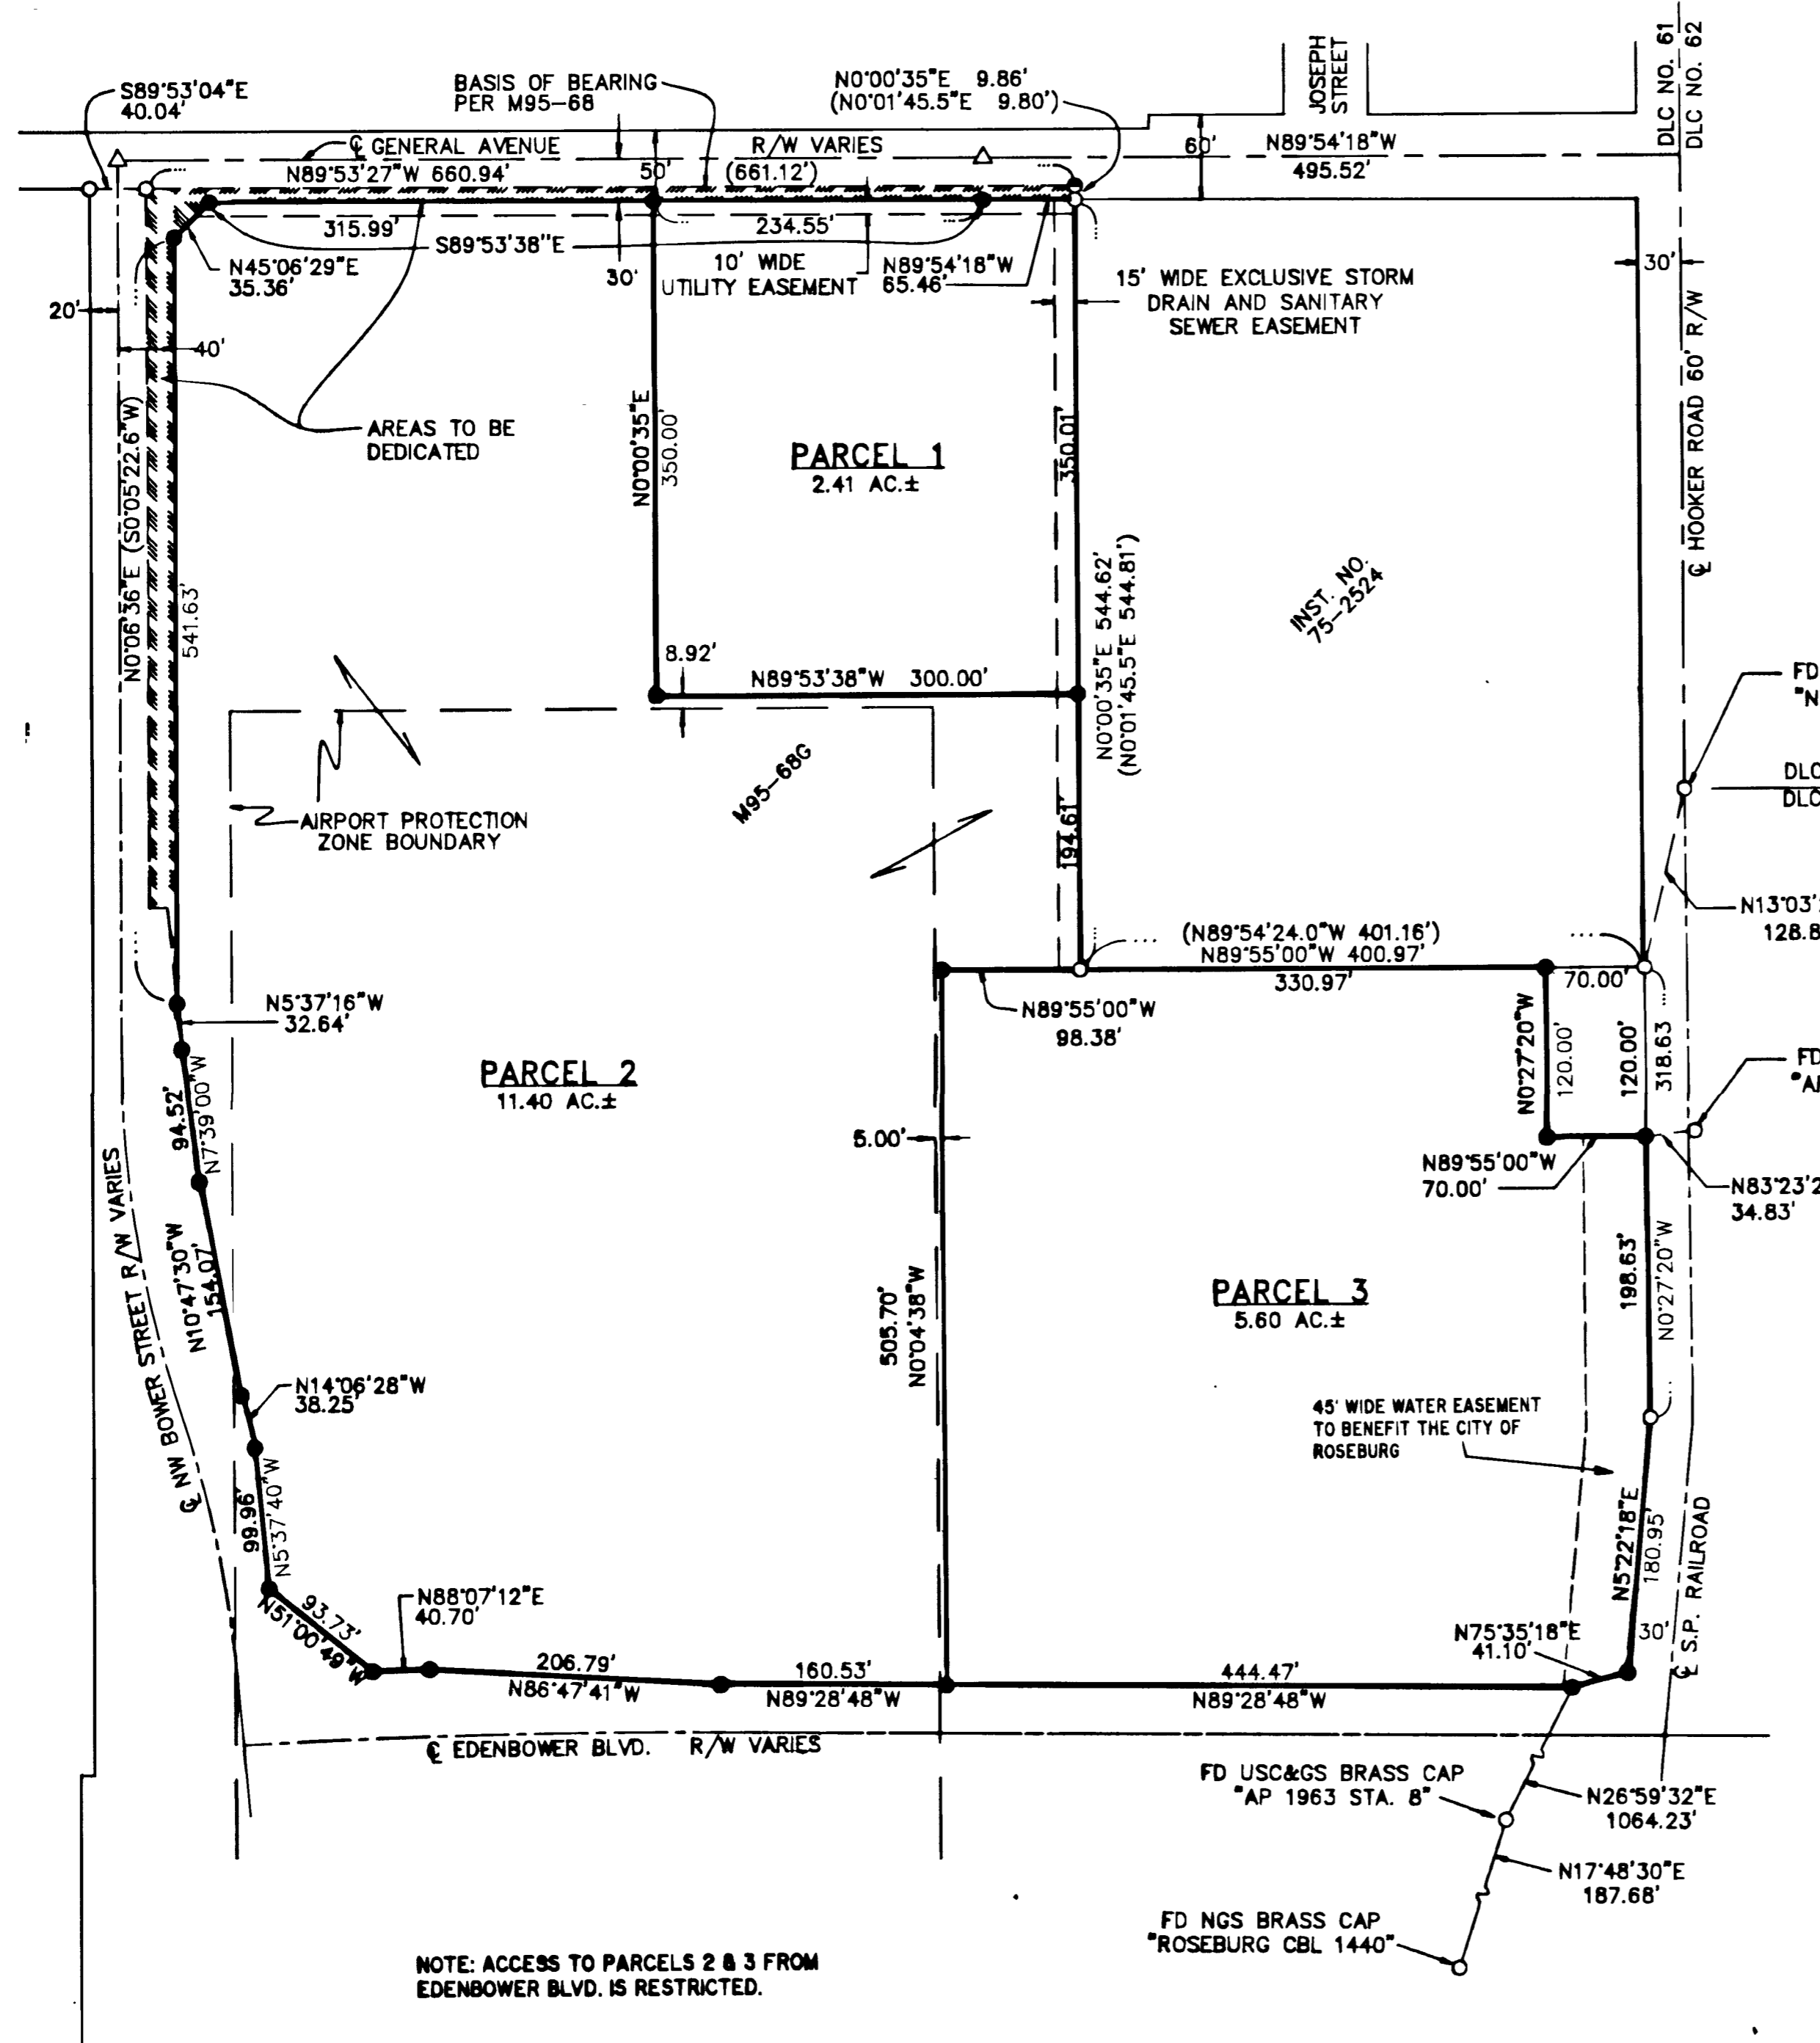 S89°53'04"E
40.04'
BASIS OF BEARING
PER M95-68
N0°00'35"E 9.86'
(N0°01'45.5"E 9.80')
JOSEPH
STREET
DLC NO. 61
DLC NO. 62
℄ GENERAL AVENUE
R/W VARIES
N89°53'27"W 660.94'
50'
(661.12')
60'
N89°54'18"W
495.52'
315.99'
S89°53'38"E
234.55'
N45°06'29"E
35.36'
30'
10' WIDE
UTILITY EASEMENT
N89°54'18"W
65.46'
15' WIDE EXCLUSIVE STORM
DRAIN AND SANITARY
SEWER EASEMENT
30'
20'
40'
℄ HOOKER ROAD 60' R/W
AREAS TO BE
DEDICATED
N0°06'36"E (S0°05'22.6"W)
541.63'
N0°00'35"E
350.00'
PARCEL 1
2.41 AC.±
350.01'
N0°00'35"E 544.62'
(N0°01'45.5"E 544.81')
INST. NO.
75-2524
8.92'
N89°53'38"W 300.00'
FD
"N
M95-68G
194.61'
DLC
DLC
AIRPORT PROTECTION
ZONE BOUNDARY
N13°03'
128.8
(N89°54'24.0"W 401.16')
N89°55'00"W 400.97'
330.97'
70.00'
N5°37'16"W
32.64'
N89°55'00"W
98.38'
N0°27'20"W
120.00'
120.00'
318.63
FD
PARCEL 2
11.40 AC.±
94.52'
N7°39'00"W
5.00'
N89°55'00"W
70.00'
N83°23'2
34.83'
℄ NW BOWER STREET R/W VARIES
N10°47'30"W
154.07'
505.70'
N0°04'38"W
PARCEL 3
5.60 AC.±
198.63'
N0°27'20"W
N14°06'28"W
38.25'
45' WIDE WATER EASEMENT
TO BENEFIT THE CITY OF
ROSEBURG
99.96'
N5°37'40"W
N5°22'18"E
180.95'
℄ S.P. RAILROAD
93.73'
N51°00'49"W
N88°07'12"E
40.70'
N75°35'18"E
41.10'
30'
206.79'
N86°47'41"W
160.53'
N89°28'48"W
444.47'
N89°28'48"W
℄ EDENBOWER BLVD. R/W VARIES
FD USC&GS BRASS CAP
"AP 1963 STA. 8"
N26°59'32"E
1064.23'
N17°48'30"E
187.68'
FD NGS BRASS CAP
"ROSEBURG CBL 1440"
NOTE: ACCESS TO PARCELS 2 & 3 FROM
EDENBOWER BLVD. IS RESTRICTED.